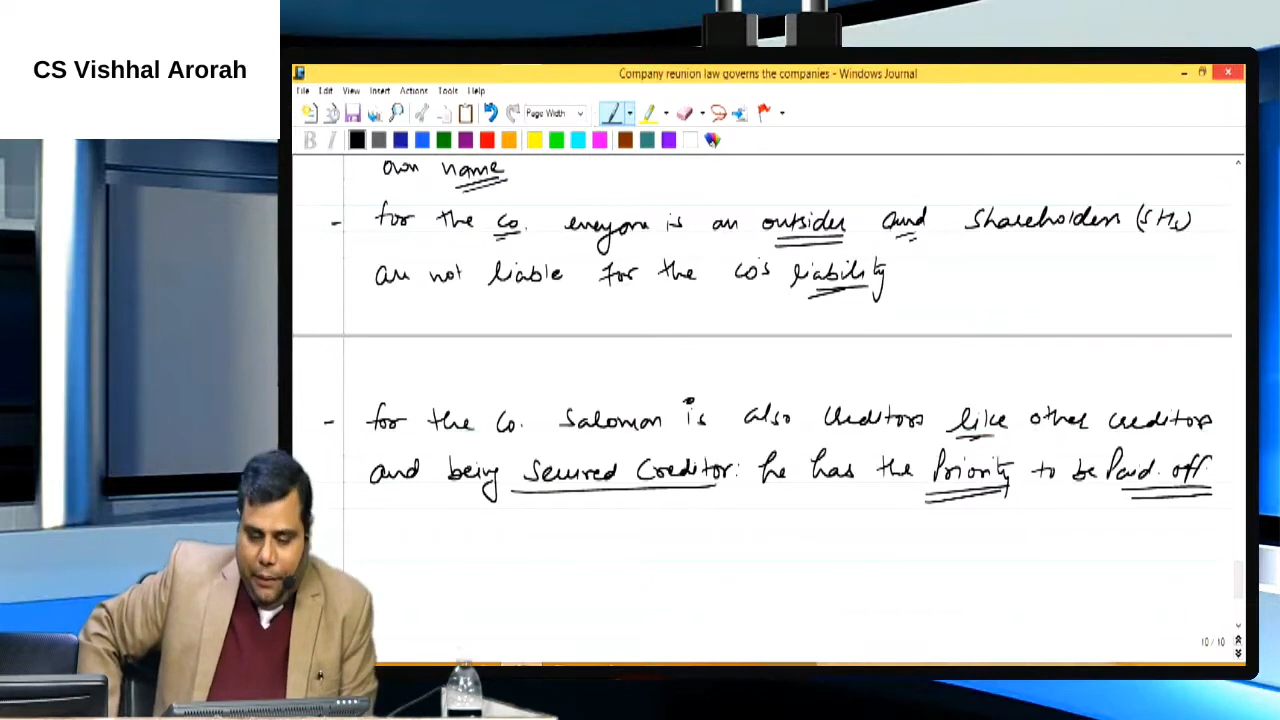 CS Vishhal Arorah
Company reunion law governs the companies - Windows Journal
File Edit View Insert Actions Tools Help
Page Width
B I
own name
- for the co. everyone is an outsider and Shareholders (SHs)
are not liable for the co's liability
- for the Co. Salomon is also creditors like other creditors
and being Secured Creditor: he has the Priority to be Paid off.
10 / 10